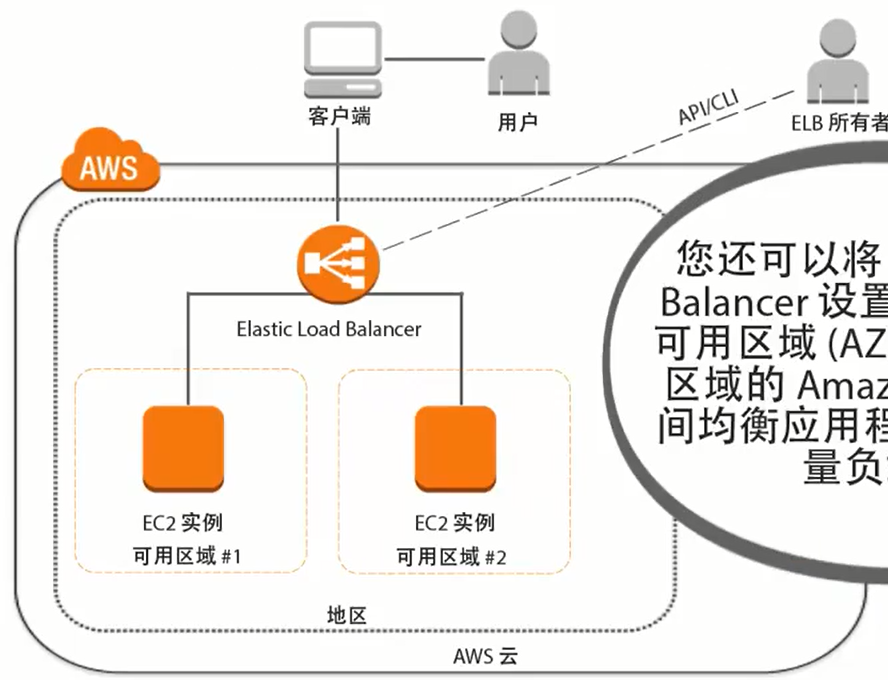 客户端
用户
API/CLI
ELB 所有者
AWS
您还可以将
Balancer 设置
可用区域 (AZ
区域的 Amaz
间均衡应用程
量负
Elastic Load Balancer
EC2 实例
可用区域 #1
EC2 实例
可用区域 #2
地区
AWS 云